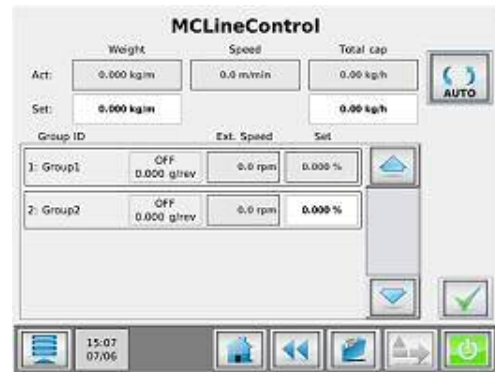 MCLineControl
Weight Speed Total cap
Act: 0.000 kg/m 0.0 m/min 0.00 kg/h
AUTO
Set: 0.000 kg/m 0.00 kg/h
Group ID Ext. Speed Set
1: Group1 OFF 0.000 g/rev 0.0 rpm 0.000 %
2: Group2 OFF 0.000 g/rev 0.0 rpm 0.000 %
15:07
07/06